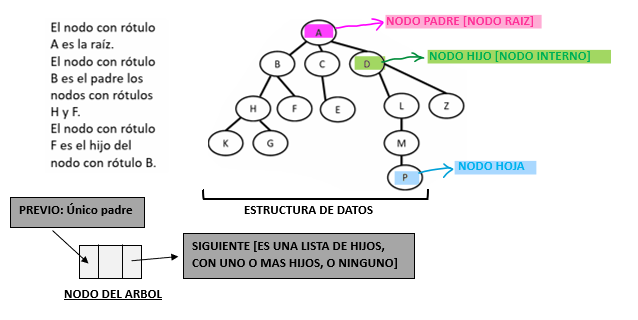 El nodo con rótulo
A es la raíz.
El nodo con rótulo
B es el padre los
nodos con rótulos
H y F.
El nodo con rótulo
F es el hijo del
nodo con rótulo B.
A
NODO PADRE [NODO RAIZ]
B
C
D
NODO HIJO [NODO INTERNO]
H
F
E
L
Z
K
G
M
P
NODO HOJA
ESTRUCTURA DE DATOS
PREVIO: Único padre
SIGUIENTE [ES UNA LISTA DE HIJOS,
CON UNO O MAS HIJOS, O NINGUNO]
NODO DEL ARBOL